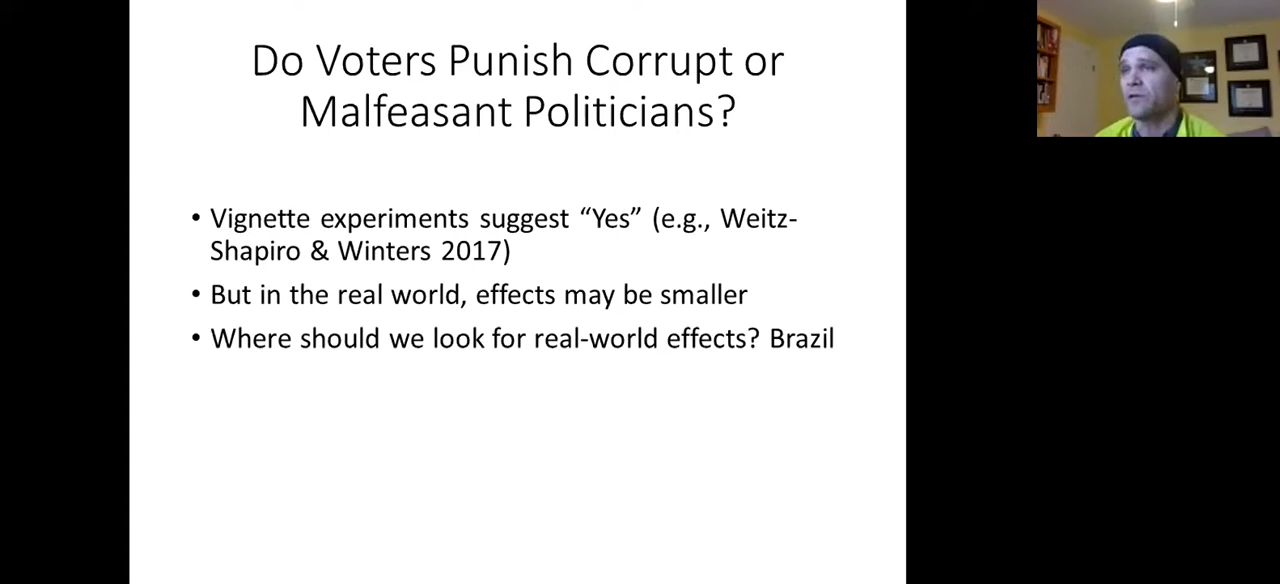 Do Voters Punish Corrupt or
Malfeasant Politicians?
• Vignette experiments suggest “Yes” (e.g., Weitz-
Shapiro & Winters 2017)
• But in the real world, effects may be smaller
• Where should we look for real-world effects? Brazil